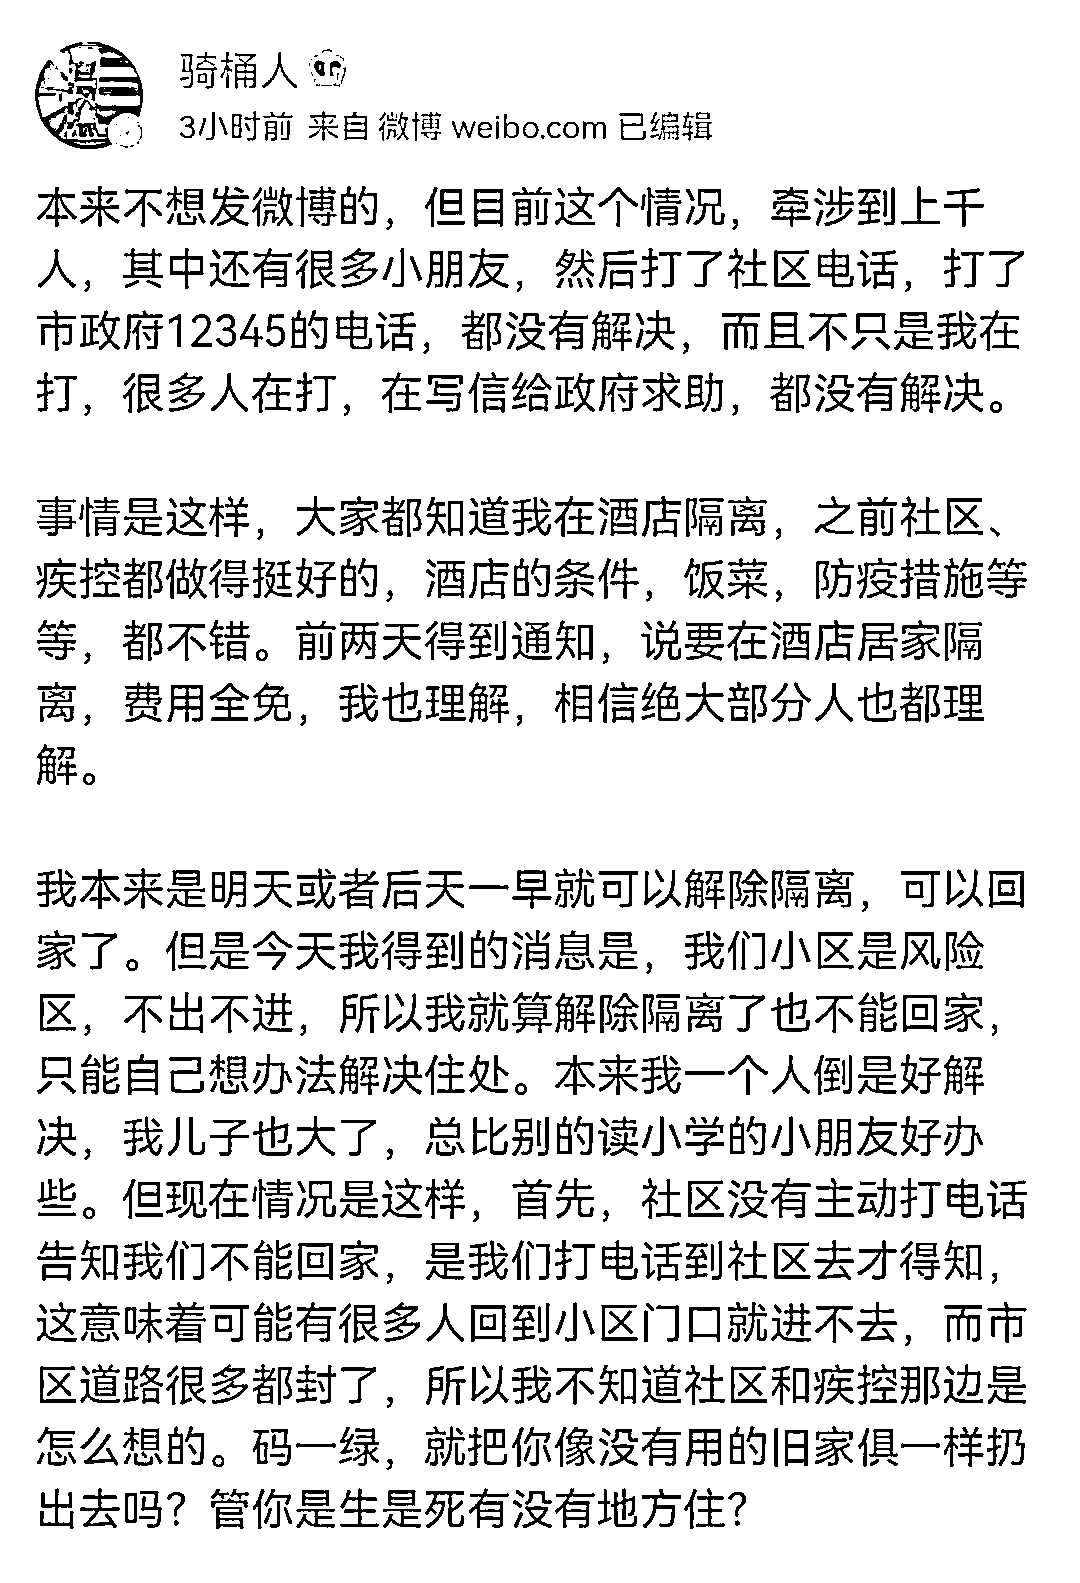 骑桶人
3小时前 来自 微博 weibo.com 已编辑
本来不想发微博的，但目前这个情况，牵涉到上千
人，其中还有很多小朋友，然后打了社区电话，打了
市政府12345的电话，都没有解决，而且不只是我在
打，很多人在打，在写信给政府求助，都没有解决。
事情是这样，大家都知道我在酒店隔离，之前社区、
疾控都做得挺好的，酒店的条件，饭菜，防疫措施等
等，都不错。前两天得到通知，说要在酒店居家隔
离，费用全免，我也理解，相信绝大部分人也都理
解。
我本来是明天或者后天一早就可以解除隔离，可以回
家了。但是今天我得到的消息是，我们小区是风险
区，不出不进，所以我就算解除隔离了也不能回家，
只能自己想办法解决住处。本来我一个人倒是好解
决，我儿子也大了，总比别的读小学的小朋友好办
些。但现在情况是这样，首先，社区没有主动打电话
告知我们不能回家，是我们打电话到社区去才得知，
这意味着可能有很多人回到小区门口就进不去，而市
区道路很多都封了，所以我不知道社区和疾控那边是
怎么想的。码一绿，就把你像没有用的旧家俱一样扔
出去吗？管你是生是死有没有地方住？